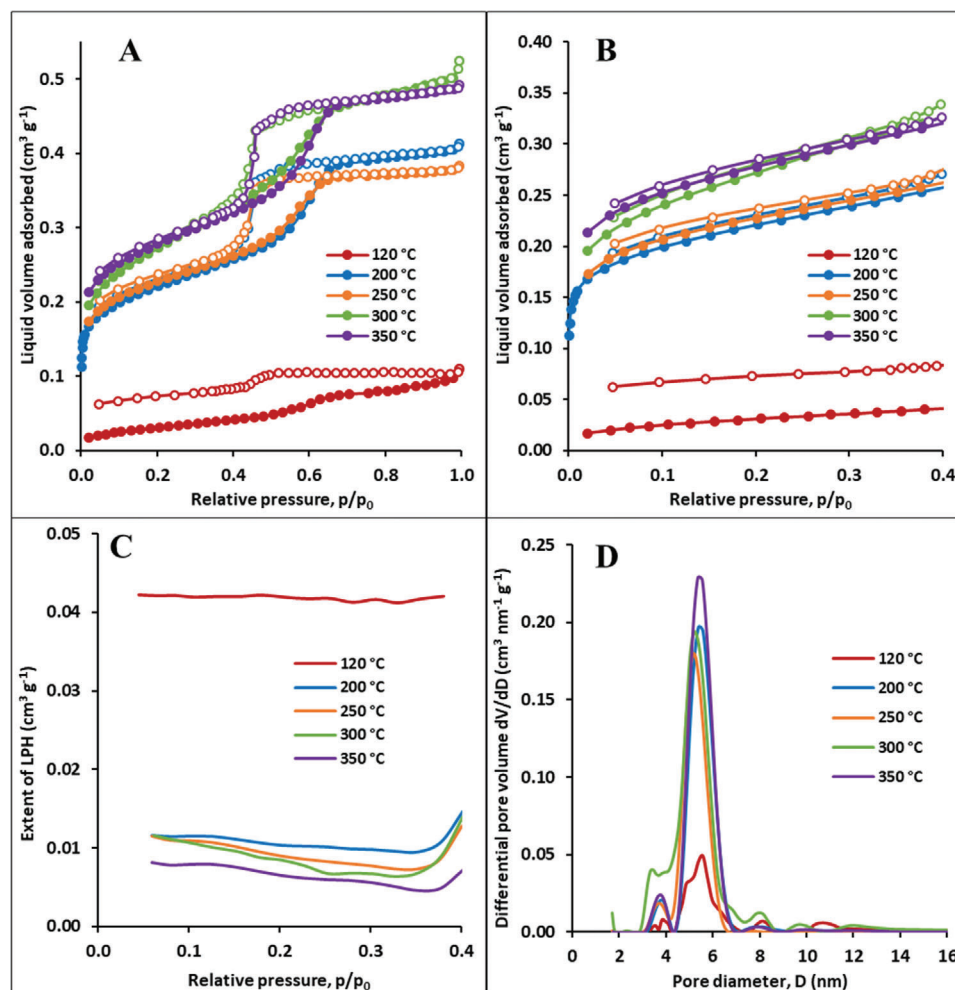 A
Liquid volume adsorbed (cm³ g⁻¹)
0.5
0.4
0.3
0.2
0.1
0.0
120 °C
200 °C
250 °C
300 °C
350 °C
0.0 0.2 0.4 0.6 0.8 1.0
Relative pressure, p/p₀
B
Liquid volume adsorbed (cm³ g⁻¹)
0.40
0.35
0.30
0.25
0.20
0.15
0.10
0.05
0.00
120 °C
200 °C
250 °C
300 °C
350 °C
0.0 0.1 0.2 0.3 0.4
Relative pressure, p/p₀
C
Extent of LPH (cm³ g⁻¹)
0.05
0.04
0.03
0.02
0.01
0.00
120 °C
200 °C
250 °C
300 °C
350 °C
0.0 0.1 0.2 0.3 0.4
Relative pressure, p/p₀
D
Differential pore volume dV/dD (cm³ nm⁻¹ g⁻¹)
0.25
0.20
0.15
0.10
0.05
0.00
120 °C
200 °C
250 °C
300 °C
350 °C
0 2 4 6 8 10 12 14 16
Pore diameter, D (nm)